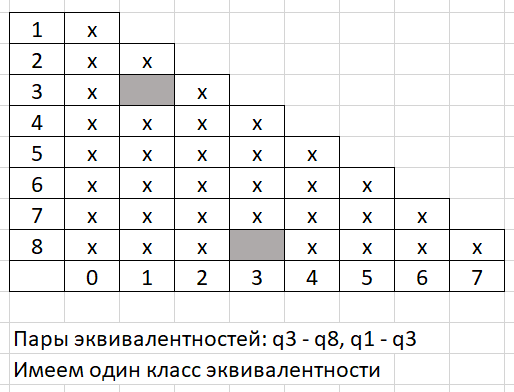 1 x
2 x x
3 x x
4 x x x x
5 x x x x x
6 x x x x x x
7 x x x x x x x
8 x x x x x x x
0 1 2 3 4 5 6 7
Пары эквивалентностей: q3 - q8, q1 - q3
Имеем один класс эквивалентности